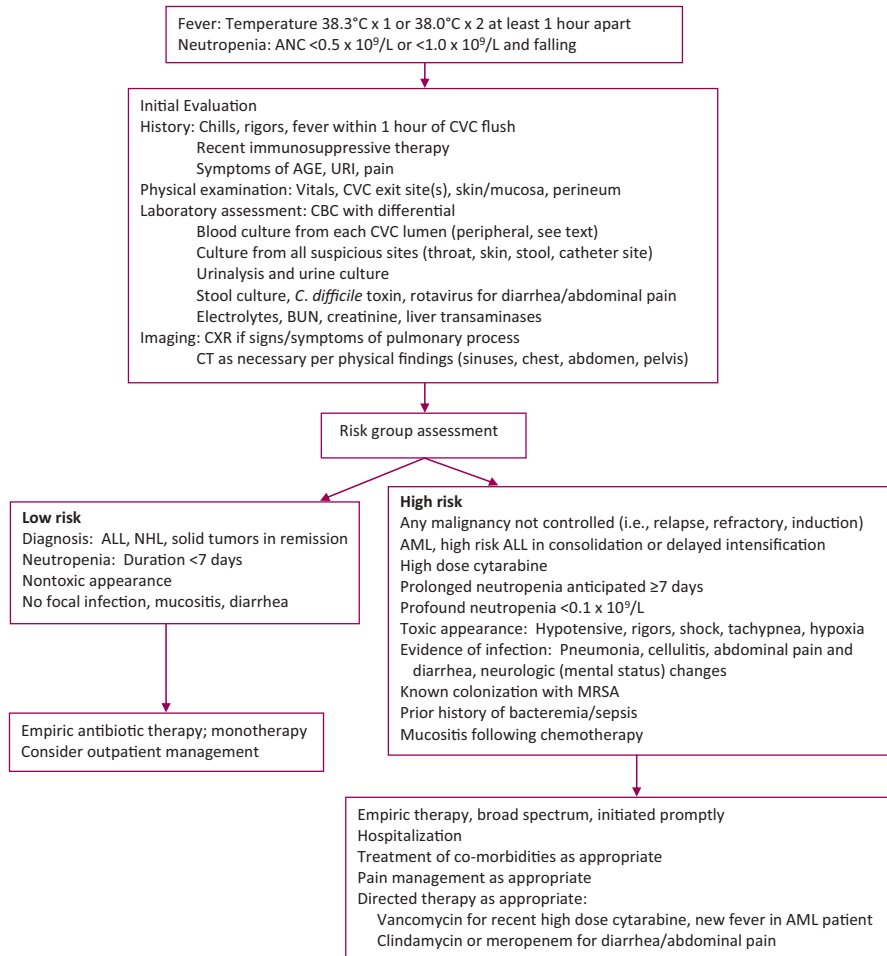 Fever: Temperature 38.3°C x 1 or 38.0°C x 2 at least 1 hour apart
Neutropenia: ANC <0.5 x 10⁹/L or <1.0 x 10⁹/L and falling
Initial Evaluation
History: Chills, rigors, fever within 1 hour of CVC flush
Recent immunosuppressive therapy
Symptoms of AGE, URI, pain
Physical examination: Vitals, CVC exit site(s), skin/mucosa, perineum
Laboratory assessment: CBC with differential
Blood culture from each CVC lumen (peripheral, see text)
Culture from all suspicious sites (throat, skin, stool, catheter site)
Urinalysis and urine culture
Stool culture, C. difficile toxin, rotavirus for diarrhea/abdominal pain
Electrolytes, BUN, creatinine, liver transaminases
Imaging: CXR if signs/symptoms of pulmonary process
CT as necessary per physical findings (sinuses, chest, abdomen, pelvis)
Risk group assessment
Low risk
Diagnosis: ALL, NHL, solid tumors in remission
Neutropenia: Duration <7 days
Nontoxic appearance
No focal infection, mucositis, diarrhea
High risk
Any malignancy not controlled (i.e., relapse, refractory, induction)
AML, high risk ALL in consolidation or delayed intensification
High dose cytarabine
Prolonged neutropenia anticipated ≥7 days
Profound neutropenia <0.1 x 10⁹/L
Toxic appearance: Hypotensive, rigors, shock, tachypnea, hypoxia
Evidence of infection: Pneumonia, cellulitis, abdominal pain and
diarrhea, neurologic (mental status) changes
Known colonization with MRSA
Prior history of bacteremia/sepsis
Mucositis following chemotherapy
Empiric antibiotic therapy; monotherapy
Consider outpatient management
Empiric therapy, broad spectrum, initiated promptly
Hospitalization
Treatment of co-morbidities as appropriate
Pain management as appropriate
Directed therapy as appropriate:
Vancomycin for recent high dose cytarabine, new fever in AML patient
Clindamycin or meropenem for diarrhea/abdominal pain